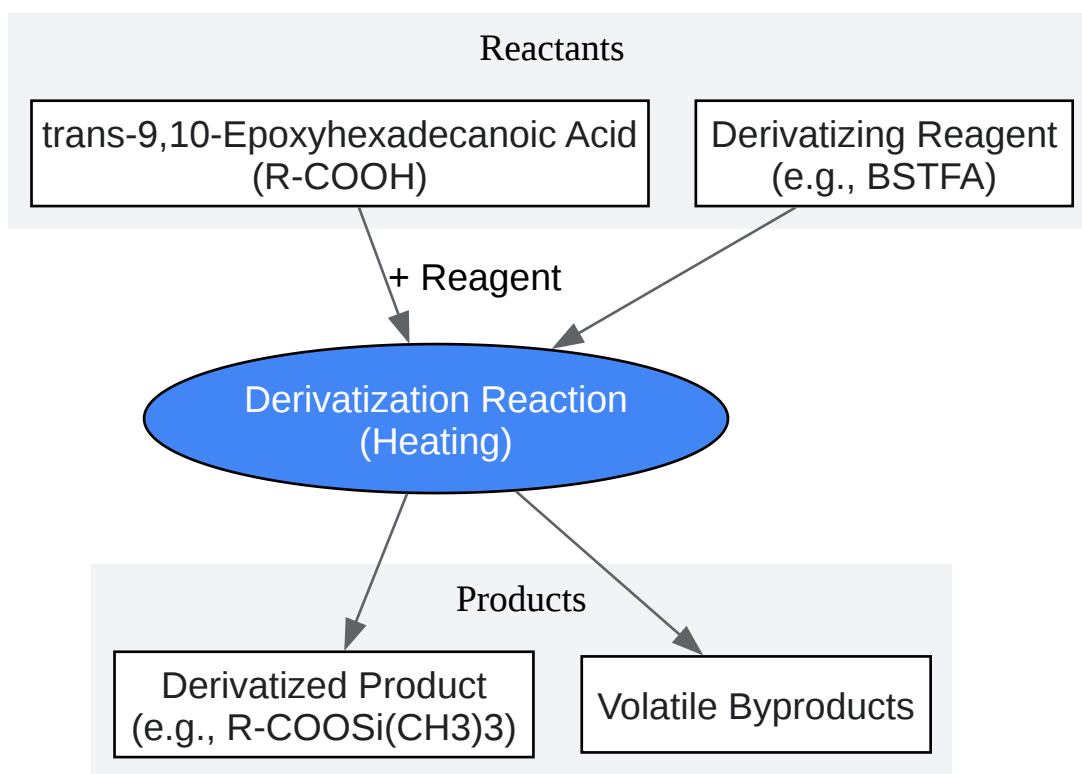 Reactants
trans-9,10-Epoxyhexadecanoic Acid
(R-COOH)
Derivatizing Reagent
(e.g., BSTFA)
+ Reagent
Derivatization Reaction
(Heating)
Products
Derivatized Product
(e.g., R-COOSi(CH3)3)
Volatile Byproducts